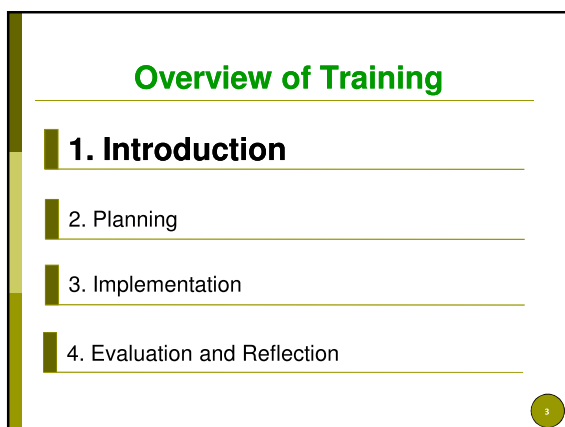 Overview of Training
1. Introduction
2. Planning
3. Implementation
4. Evaluation and Reflection
3